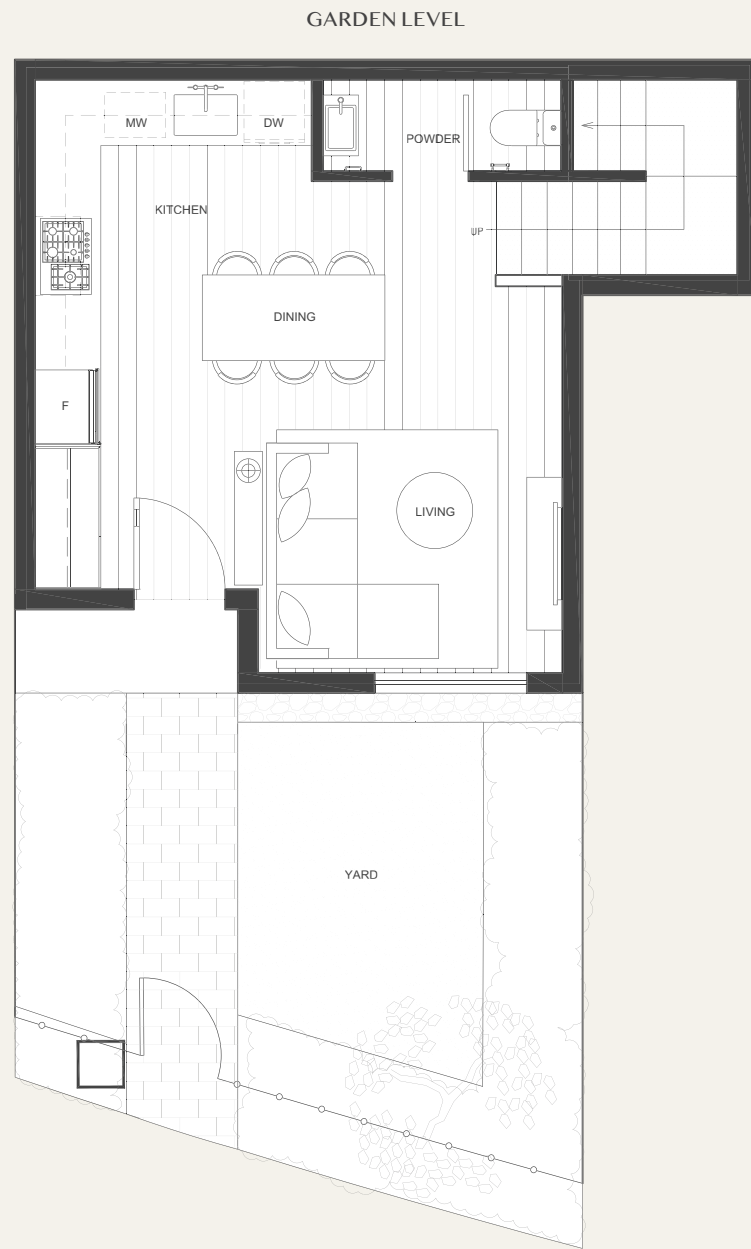 GARDEN LEVEL
MW
DW
POWDER
KITCHEN
UP
DINING
F
LIVING
YARD